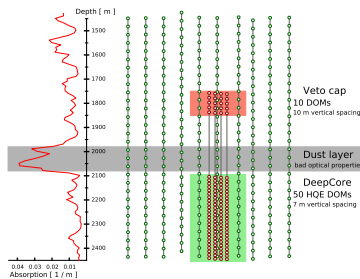 Depth [ m ]
1500
1600
1700
1800
1900
2000
2100
2200
2300
2400
0.04 0.03 0.02 0.01
Absorption [ 1 / m ]
Veto cap
10 DOMs
10 m vertical spacing
Dust layer
bad optical propertie
DeepCore
50 HQE DOMs
7 m vertical spacing